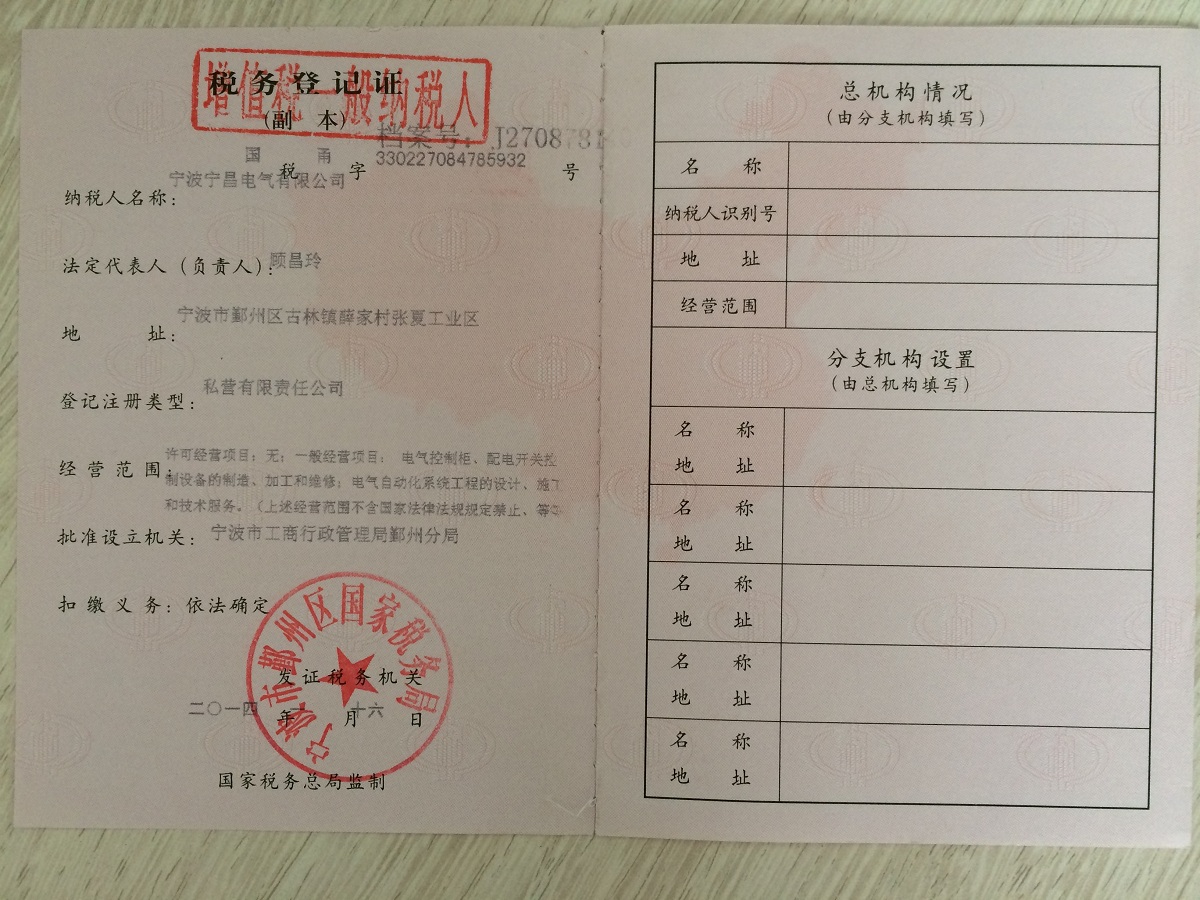 税务登记证
增值税一般纳税人
(副 本)
档案号: J270878
国 甬 税 字 330227084785932 号
纳税人名称: 宁波宁昌电气有限公司
法定代表人(负责人): 顾昌玲
地 址: 宁波市鄞州区古林镇薛家村张夏工业区
登记注册类型: 私营有限责任公司
经营范围: 许可经营项目: 无; 一般经营项目: 电气控制柜、配电开关控
制设备的制造、加工和维修; 电气自动化系统工程的设计、施工
和技术服务。(上述经营范围不含国家法律法规规定禁止、
批准设立机关: 宁波市工商行政管理局鄞州分局
扣缴义务: 依法确定
宁波市鄞州区国家税务局
发证税务机关
二〇一四 年 一 月 十六 日
国家税务总局监制
总机构情况
(由分支机构填写)
名 称
纳税人识别号
地 址
经营范围
分支机构设置
(由总机构填写)
名 称
地 址
名 称
地 址
名 称
地 址
名 称
地 址
名 称
地 址